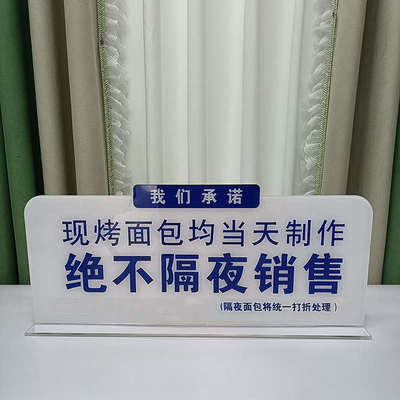 我们承诺
现烤面包均当天制作
绝不隔夜销售
(隔夜面包将统一打折处理)